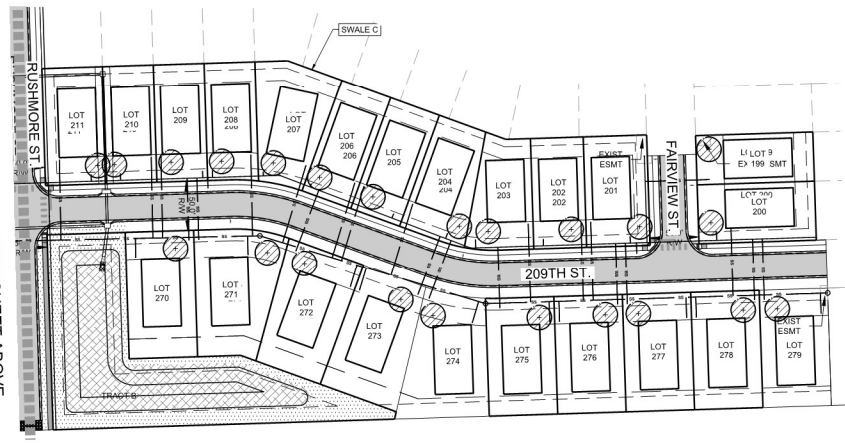 SWALE C
RUSHMORE ST.
LOT
211
LOT
210
LOT
209
LOT
208
LOT
207
LOT
206
206
LOT
205
LOT
204
204
LOT
203
LOT
202
202
EXIST
ESMT
LOT
201
FAIRVIEW ST.
LOT
199
LOT 200
LOT
200
50.0'
R/W
209TH ST.
LOT
270
LOT
271
LOT
272
LOT
273
LOT
274
LOT
275
LOT
276
LOT
277
LOT
278
EXIST
ESMT
LOT
279
TRACT B